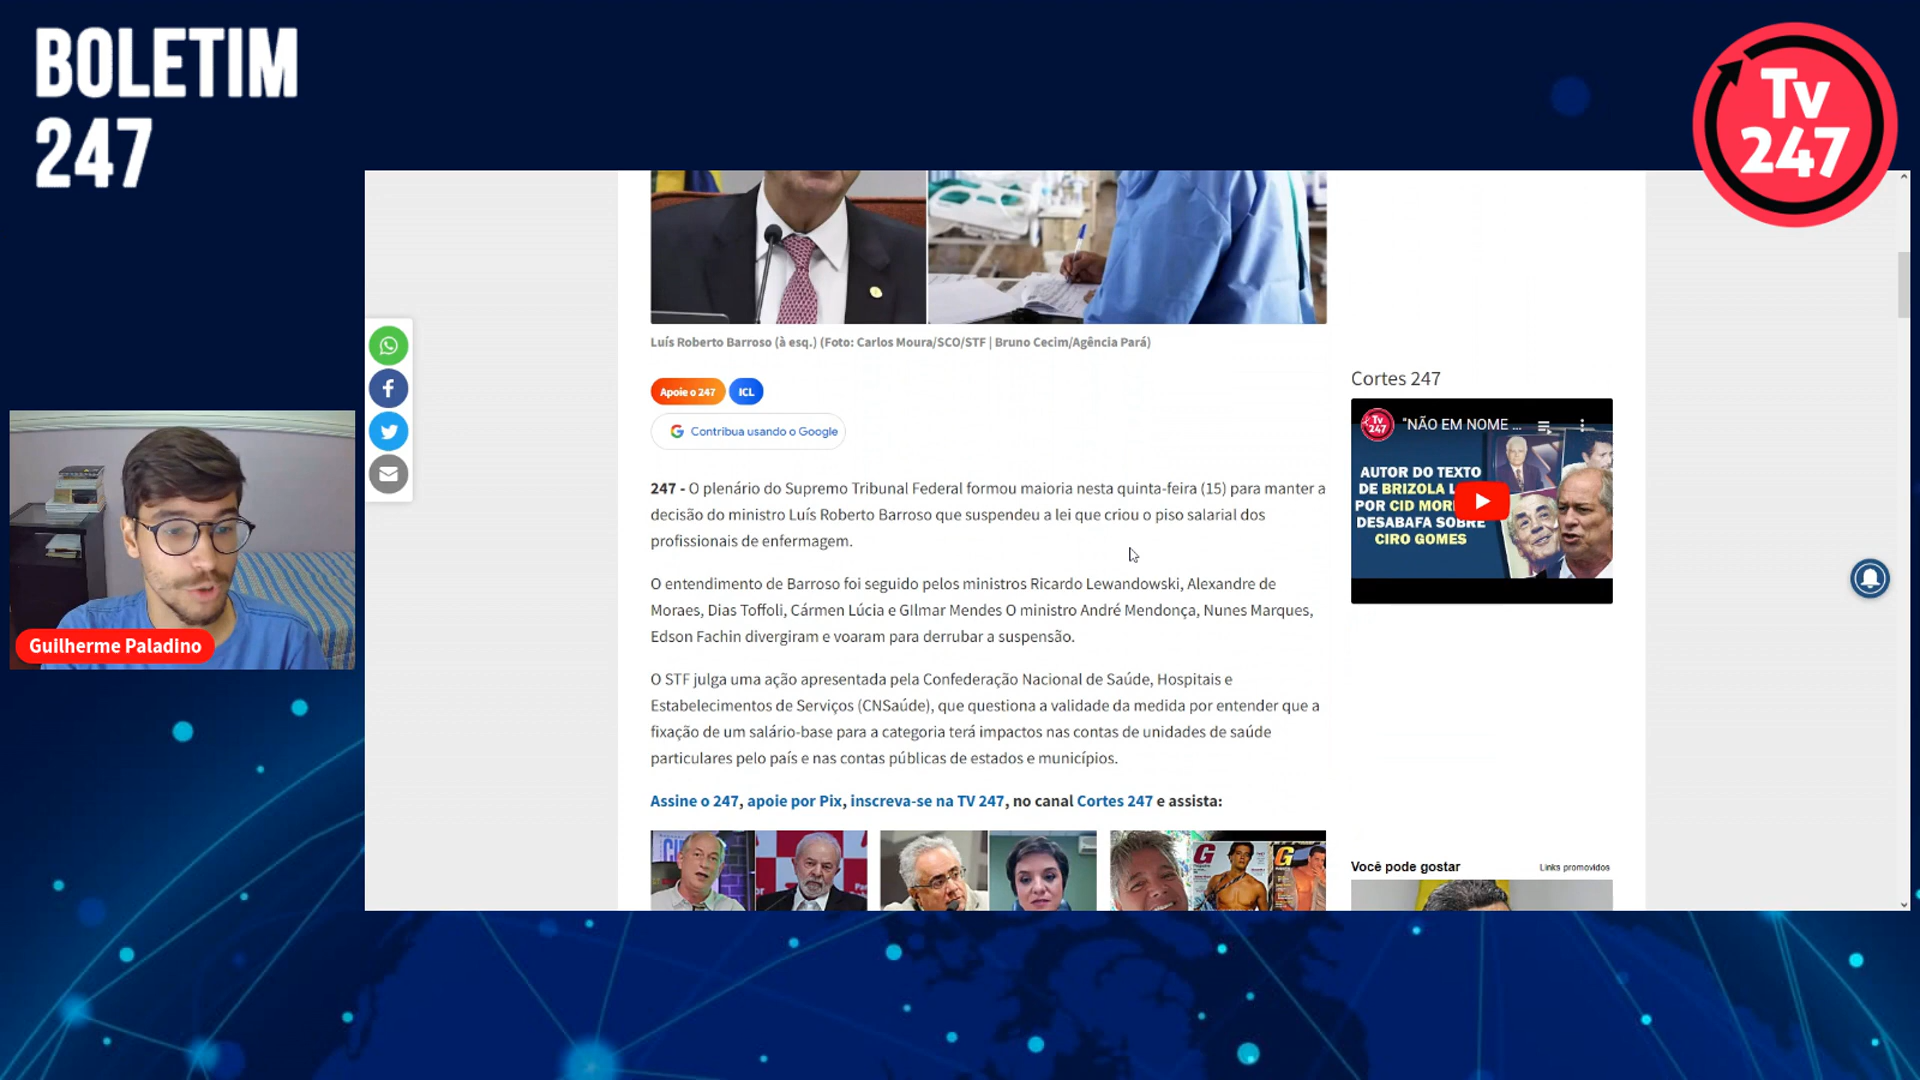 BOLETIM
247
Tv
247
Luís Roberto Barroso (à esq.) (Foto: Carlos Moura/SCO/STF | Bruno Cecim/Agência Pará)
Apoie o 247
ICL
Contribua usando o Google
247 - O plenário do Supremo Tribunal Federal formou maioria nesta quinta-feira (15) para manter a
decisão do ministro Luís Roberto Barroso que suspendeu a lei que criou o piso salarial dos
profissionais de enfermagem.
O entendimento de Barroso foi seguido pelos ministros Ricardo Lewandowski, Alexandre de
Moraes, Dias Toffoli, Cármen Lúcia e GIlmar Mendes O ministro André Mendonça, Nunes Marques,
Edson Fachin divergiram e voaram para derrubar a suspensão.
O STF julga uma ação apresentada pela Confederação Nacional de Saúde, Hospitais e
Estabelecimentos de Serviços (CNSaúde), que questiona a validade da medida por entender que a
fixação de um salário-base para a categoria terá impactos nas contas de unidades de saúde
particulares pelo país e nas contas públicas de estados e municípios.
Assine o 247, apoie por Pix, inscreva-se na TV 247, no canal Cortes 247 e assista:
Guilherme Paladino
Cortes 247
Tv
247
"NÃO EM NOME ...
AUTOR DO TEXTO
DE BRIZOLA L
POR CID MOR
DESABAFA SOBRE
CIRO GOMES
Você pode gostar
Links promovidos
G
G